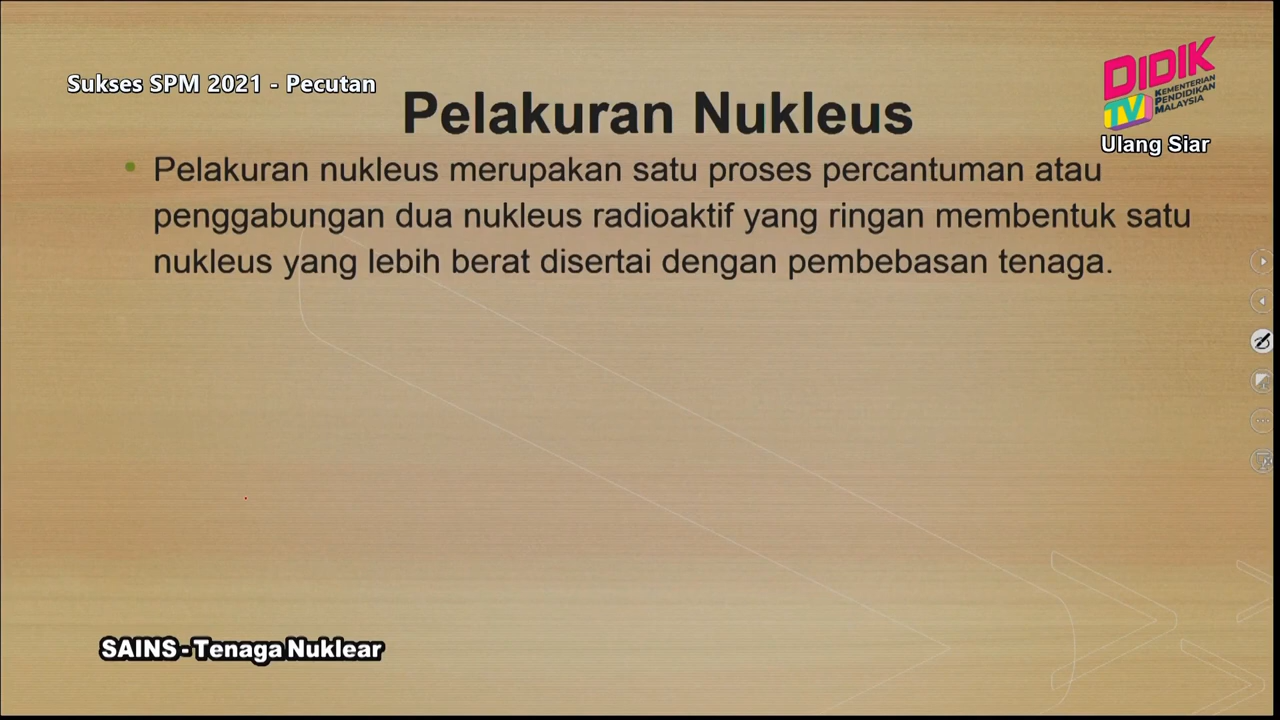 Sukses SPM 2021 - Pecutan
DIDIK
TV
KEMENTERIAN
PENDIDIKAN
MALAYSIA
Ulang Siar
Pelakuran Nukleus
• Pelakuran nukleus merupakan satu proses percantuman atau
penggabungan dua nukleus radioaktif yang ringan membentuk satu
nukleus yang lebih berat disertai dengan pembebasan tenaga.
SAINS - Tenaga Nuklear